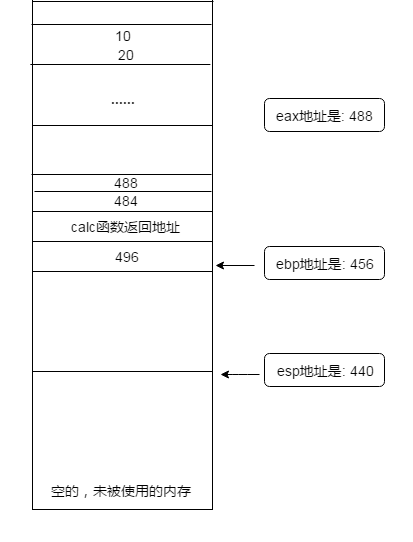 10
20
......
eax地址是: 488
488
484
calc函数返回地址
496
ebp地址是: 456
esp地址是: 440
空的，未被使用的内存